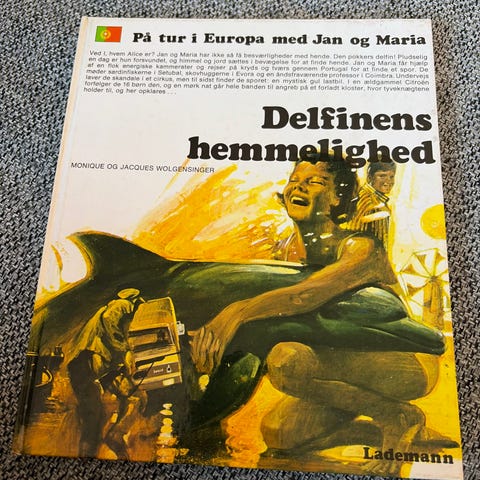 På tur i Europa med Jan og Maria
Ved I, hvem Alice er? Jan og Maria har ikke så få besværligheder med hende. Den pokkers delfin! Pludselig
en dag er hun forsvundet, og himmel og jord sættes i bevægelse for at finde hende. Jan og Maria får hjælp
af en flok energiske kammerater og rejser på kryds og tværs gennem Portugal for at finde et spor. De
møder sardinfiskerne i Setubal, skovhuggerne i Evora og en åndsfraværende professor i Coimbra. Undervejs
laver de skandale i et cirkus, men til sidst finder de sporet: en mystisk gul lastbil. I en ældgammel Citroën
forfølger de 16 børn den, og en mørk nat går hele banden til angreb på et forladt kloster, hvor tyveknægtene
holder til, og her opklares ...
Delfinens
hemmelighed
MONIQUE OG JACQUES WOLGENSINGER
Lademann